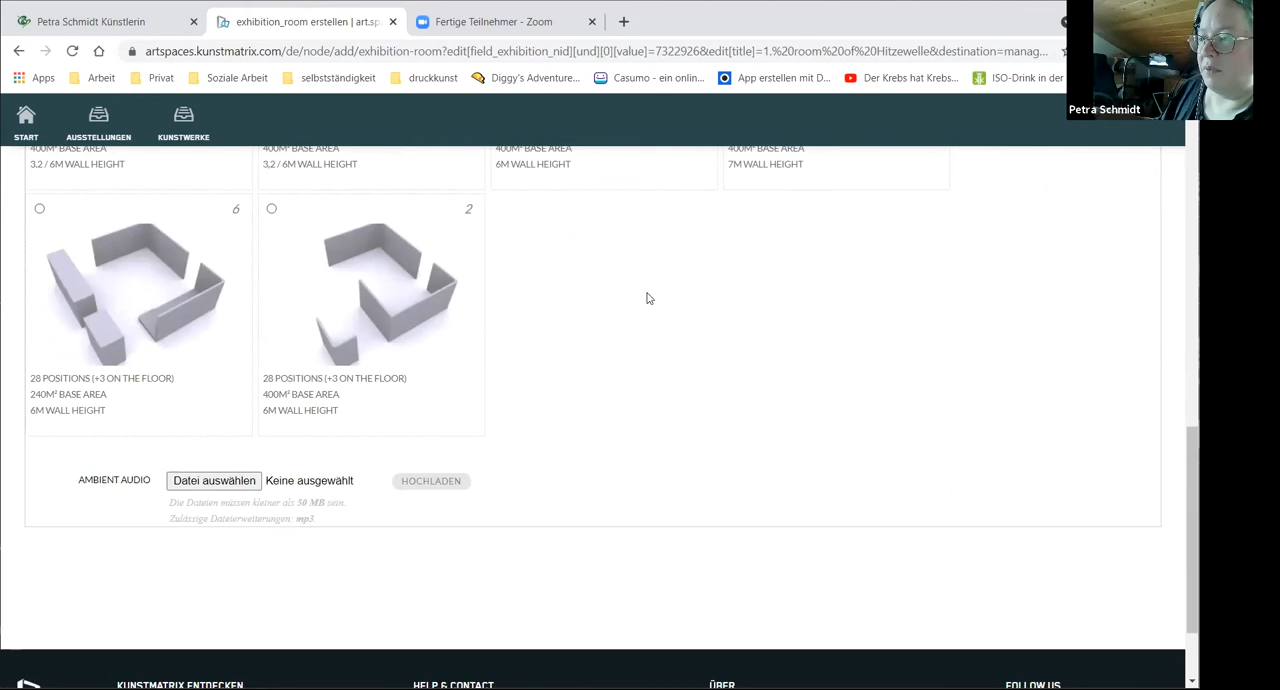 Petra Schmidt Künstlerin
exhibition_room erstellen | art.sp
Fertige Teilnehmer - Zoom
artspaces.kunstmatrix.com/de/node/add/exhibition-room?edit[field_exhibition_nid][und][0][value]=7322926&edit[title]=1.%20room%20of%20Hitzewelle&destination=manag...
Apps
Arbeit
Privat
Soziale Arbeit
selbstständigkeit
druckkunst
Diggy's Adventure...
Casumo - ein onlin...
App erstellen mit D...
Der Krebs hat Krebs...
ISO-Drink in der
Petra Schmidt
START
AUSSTELLUNGEN
KUNSTWERKE
400M² BASE AREA
3.2 / 6M WALL HEIGHT
400M² BASE AREA
3,2 / 6M WALL HEIGHT
400M² BASE AREA
6M WALL HEIGHT
400M² BASE AREA
7M WALL HEIGHT
6
28 POSITIONS (+3 ON THE FLOOR)
240M² BASE AREA
6M WALL HEIGHT
2
28 POSITIONS (+3 ON THE FLOOR)
400M² BASE AREA
6M WALL HEIGHT
AMBIENT AUDIO
Datei auswählen
Keine ausgewählt
HOCHLADEN
Die Dateien müssen kleiner als 50 MB sein.
Zulässige Dateierweiterungen: mp3.
KUNSTMATRIX ENTDECKEN
HELP & CONTACT
ÜBER
FOLLOW US